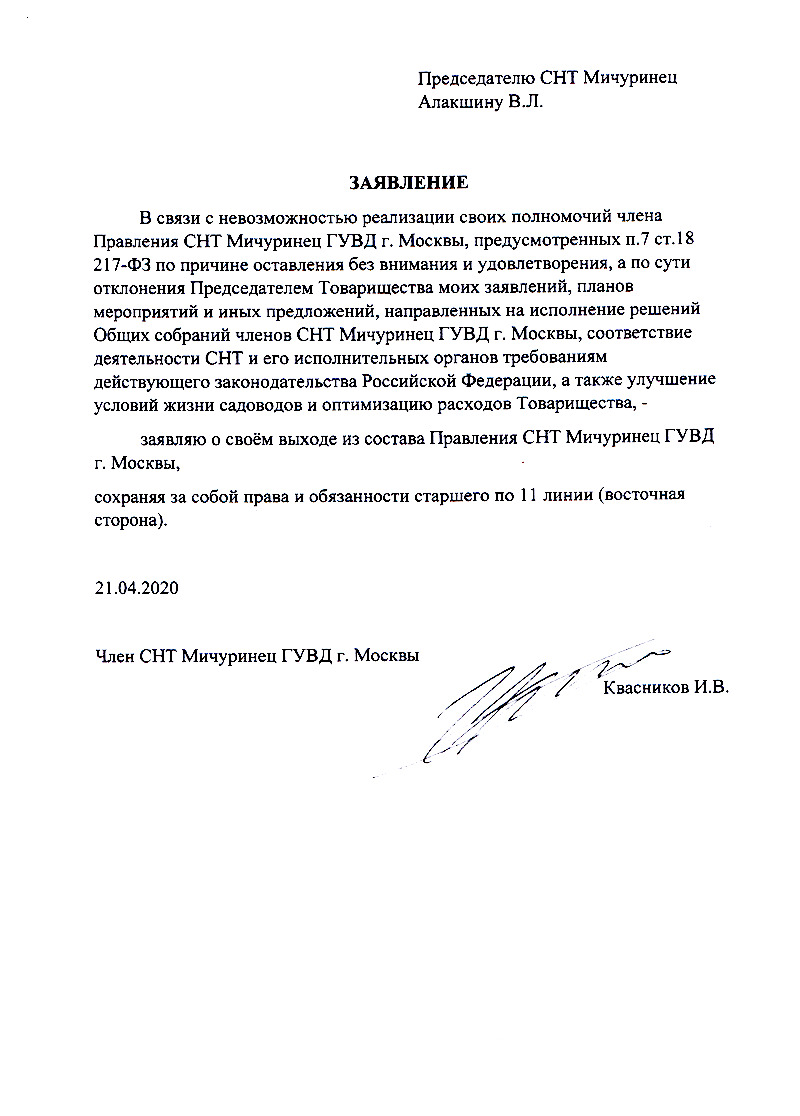 Председателю СНТ Мичуринец
Алакшину В.Л.
ЗАЯВЛЕНИЕ
В связи с невозможностью реализации своих полномочий члена
Правления СНТ Мичуринец ГУВД г. Москвы, предусмотренных п.7 ст.18
217-ФЗ по причине оставления без внимания и удовлетворения, а по сути
отклонения Председателем Товарищества моих заявлений, планов
мероприятий и иных предложений, направленных на исполнение решений
Общих собраний членов СНТ Мичуринец ГУВД г. Москвы, соответствие
деятельности СНТ и его исполнительных органов требованиям
действующего законодательства Российской Федерации, а также улучшение
условий жизни садоводов и оптимизацию расходов Товарищества, -
заявляю о своём выходе из состава Правления СНТ Мичуринец ГУВД
г. Москвы,
сохраняя за собой права и обязанности старшего по 11 линии (восточная
сторона).
21.04.2020
Член СНТ Мичуринец ГУВД г. Москвы
Квасников И.В.